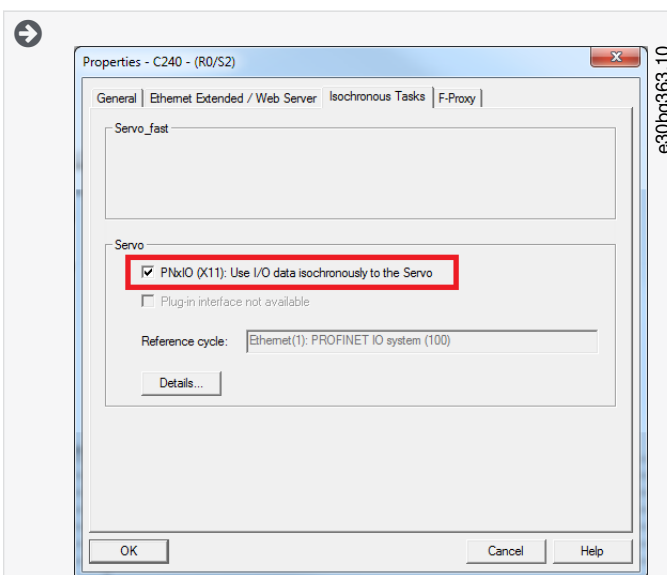 Properties - C240 - (R0/S2)
General Ethernet Extended / Web Server Isochronous Tasks F-Proxy
Servo_fast
Servo
PNxIO (X11): Use I/O data isochronously to the Servo
Plug-in interface not available
Reference cycle: Ethernet(1): PROFINET IO system (100)
Details...
OK Cancel Help
e30bg363 10